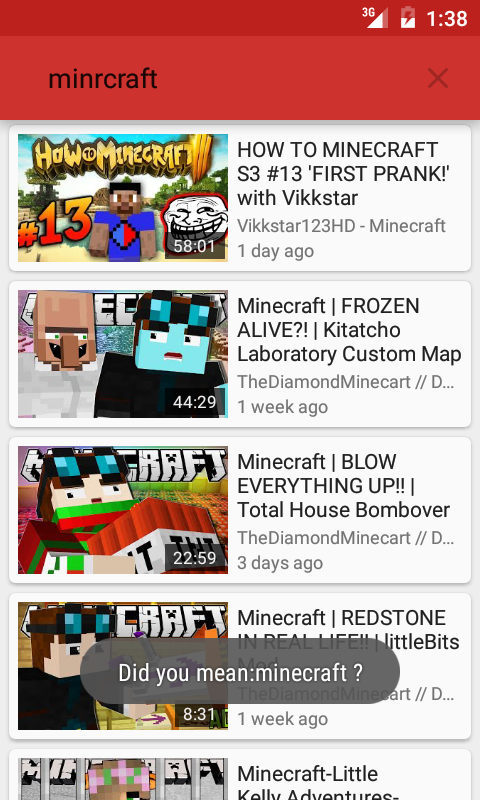 3G 1:38
minrcraft
HOW TO MINECRAFT
#13
58:01
HOW TO MINECRAFT
S3 #13 'FIRST PRANK!'
with Vikkstar
Vikkstar123HD - Minecraft
1 day ago
44:29
Minecraft | FROZEN
ALIVE?! | Kitatcho
Laboratory Custom Map
TheDiamondMinecart // D...
1 week ago
TNT
22:59
Minecraft | BLOW
EVERYTHING UP!! |
Total House Bombover
TheDiamondMinecart // D...
3 days ago
8:31
Minecraft | REDSTONE
IN REAL LIFE!! | littleBits
Mod
TheDiamondMinecart // D...
1 week ago
Did you mean:minecraft ?
Minecraft-Little
Kelly Adventures-